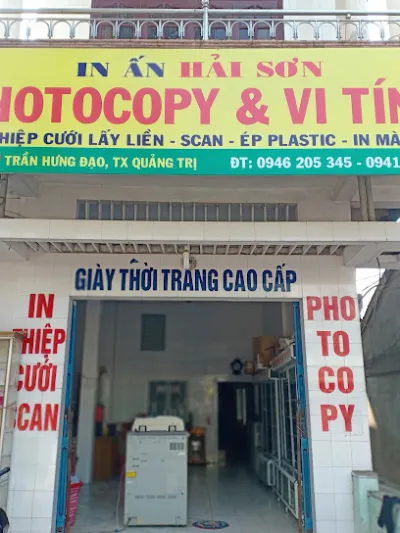 IN ẤN HẢI SƠN
HOTOCOPY & VI TÍN
HIỆP CƯỚI LẤY LIỀN - SCAN - ÉP PLASTIC - IN MÀ
TRẦN HƯNG ĐẠO, TX QUẢNG TRỊ ĐT: 0946 205 345 - 0941
GIÀY THỜI TRANG CAO CẤP
IN
THIỆP
CƯỚI
SCAN
PHO
TO
CO
PY